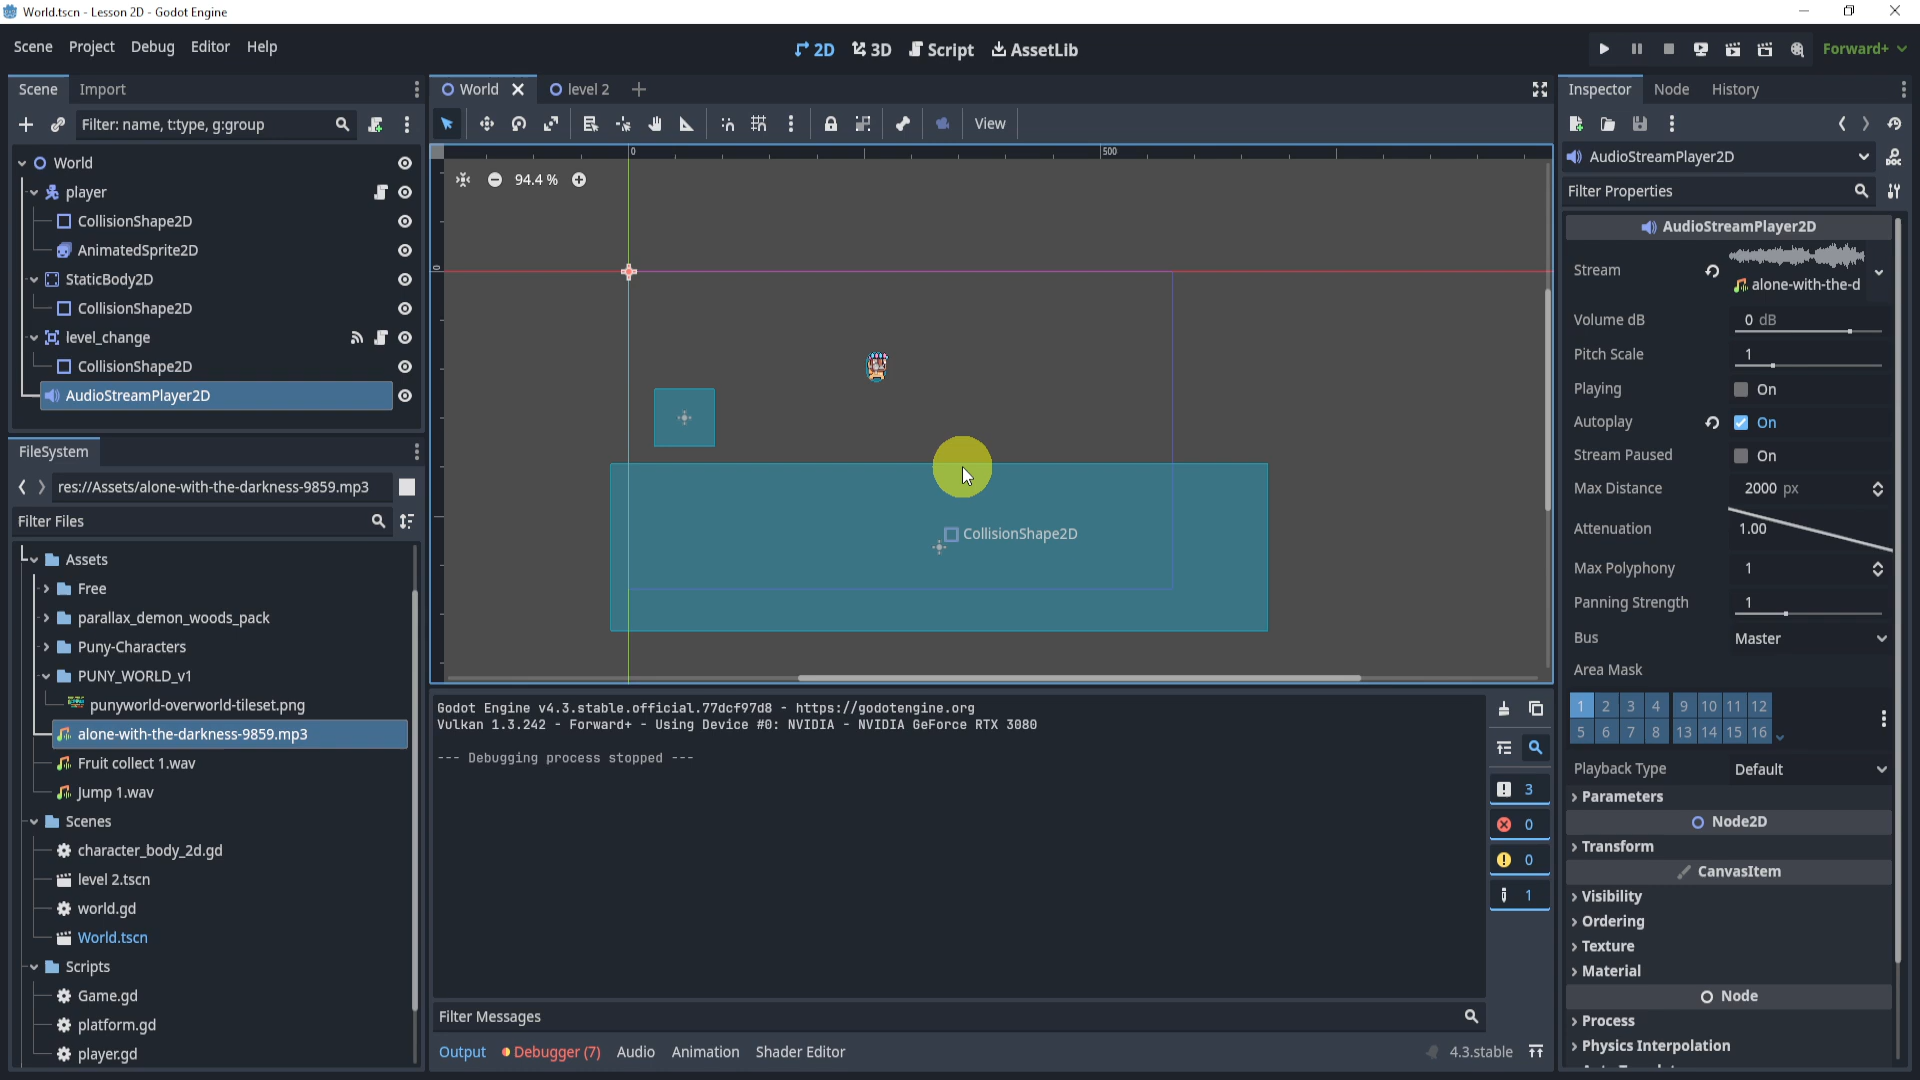 World.tscn - Lesson 2D - Godot Engine
Scene Project Debug Editor Help
2D 3D Script AssetLib
Forward+
Scene Import
World level 2
Inspector Node History
Filter: name, t:type, g:group
View
World
player
CollisionShape2D
AnimatedSprite2D
StaticBody2D
CollisionShape2D
level_change
CollisionShape2D
AudioStreamPlayer2D
FileSystem
res://Assets/alone-with-the-darkness-9859.mp3
Filter Files
Assets
Free
parallax_demon_woods_pack
Puny-Characters
PUNY_WORLD_v1
punyworld-overworld-tileset.png
alone-with-the-darkness-9859.mp3
Fruit collect 1.wav
Jump 1.wav
Scenes
character_body_2d.gd
level 2.tscn
world.gd
World.tscn
Scripts
Game.gd
platform.gd
player.gd
0 500
94.4 %
0
CollisionShape2D
Godot Engine v4.3.stable.official.77dcf97d8 - https://godotengine.org
Vulkan 1.3.242 - Forward+ - Using Device #0: NVIDIA - NVIDIA GeForce RTX 3080
--- Debugging process stopped ---
3
0
0
1
Filter Messages
Output Debugger (7) Audio Animation Shader Editor
4.3.stable
AudioStreamPlayer2D
Filter Properties
AudioStreamPlayer2D
Stream alone-with-the-d
Volume dB 0 dB
Pitch Scale 1
Playing On
Autoplay On
Stream Paused On
Max Distance 2000 px
Attenuation 1.00
Max Polyphony 1
Panning Strength 1
Bus Master
Area Mask
1 2 3 4 9 10 11 12
5 6 7 8 13 14 15 16
Playback Type Default
Parameters
Node2D
Transform
CanvasItem
Visibility
Ordering
Texture
Material
Node
Process
Physics Interpolation